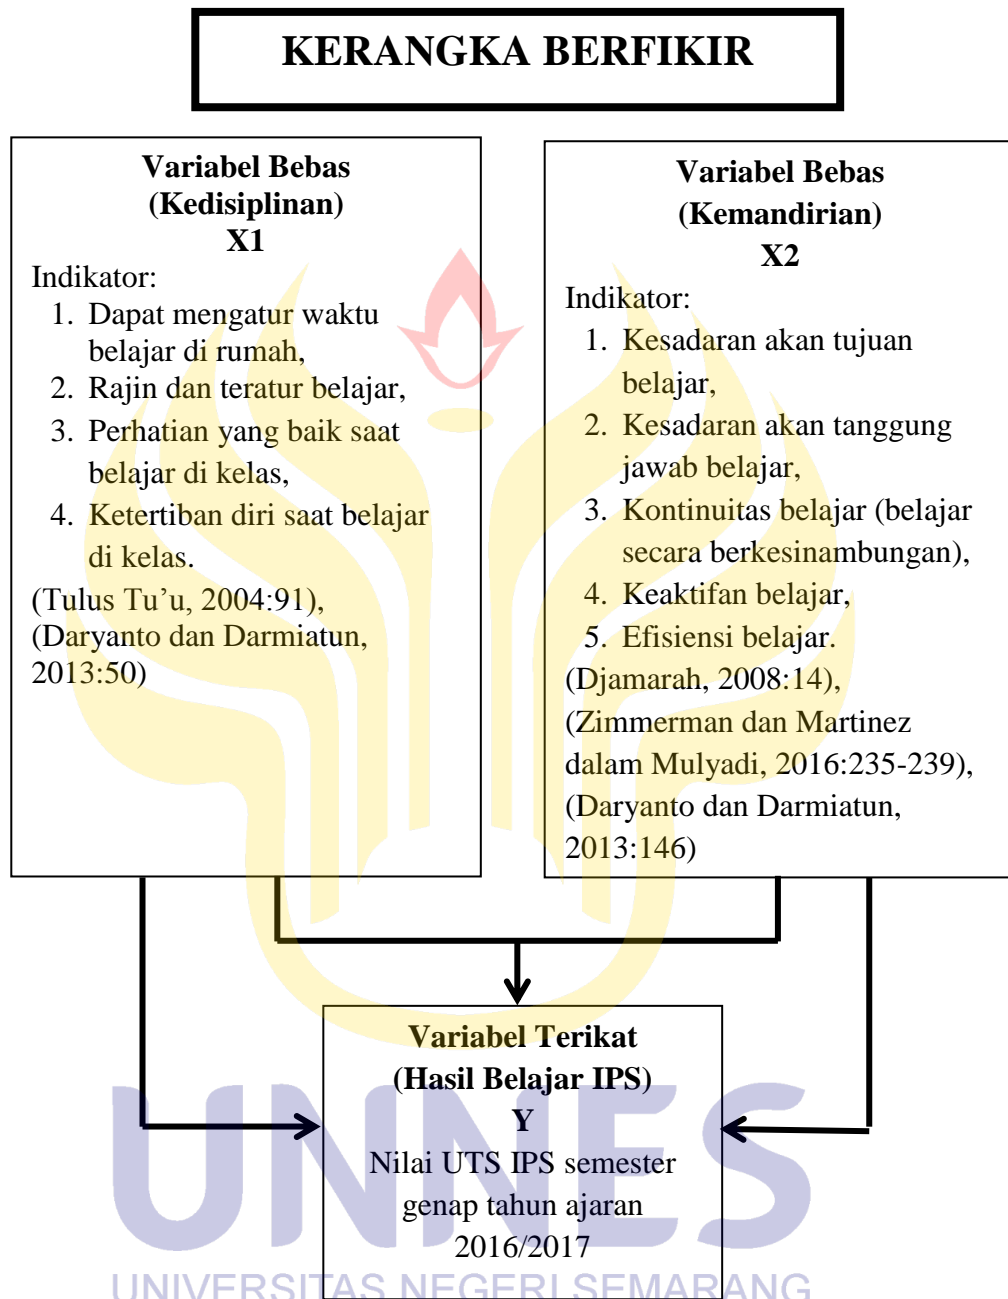 KERANGKA BERFIKIR
Variabel Bebas
(Kedisiplinan)
X1
Indikator:
1. Dapat mengatur waktu
belajar di rumah,
2. Rajin dan teratur belajar,
3. Perhatian yang baik saat
belajar di kelas,
4. Ketertiban diri saat belajar
di kelas.
(Tulus Tu’u, 2004:91),
(Daryanto dan Darmiatun,
2013:50)
Variabel Bebas
(Kemandirian)
X2
Indikator:
1. Kesadaran akan tujuan
belajar,
2. Kesadaran akan tanggung
jawab belajar,
3. Kontinuitas belajar (belajar
secara berkesinambungan),
4. Keaktifan belajar,
5. Efisiensi belajar.
(Djamarah, 2008:14),
(Zimmerman dan Martinez
dalam Mulyadi, 2016:235-239),
(Daryanto dan Darmiatun,
2013:146)
Variabel Terikat
(Hasil Belajar IPS)
Y
Nilai UTS IPS semester
genap tahun ajaran
2016/2017
UNNES
UNIVERSITAS NEGERI SEMARANG